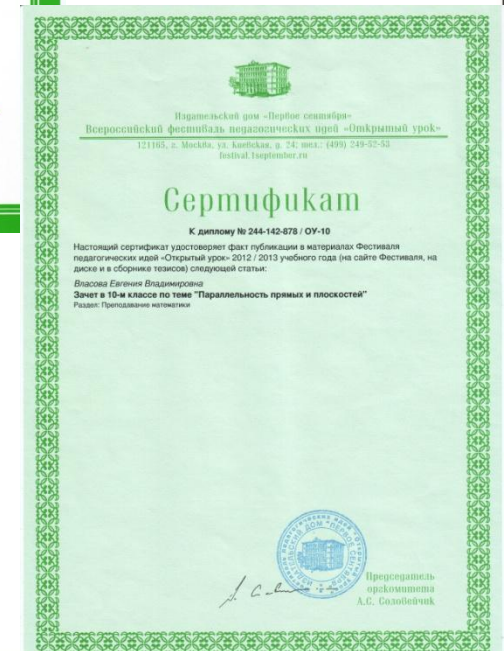 Издательский дом «Первое сентября»
Всероссийский фестиваль педагогических идей «Открытый урок»
121165, г. Москва, ул. Киевская, д. 24; тел.: (499) 249-52-53
festival.1september.ru
Сертификат
К диплому № 244-142-878 / ОУ-10
Настоящий сертификат удостоверяет факт публикации в материалах Фестиваля
педагогических идей «Открытый урок» 2012 / 2013 учебного года (на сайте Фестиваля, на
диске и в сборнике тезисов) следующей статьи:
Власова Евгения Владимировна
Зачет в 10-м классе по теме "Параллельность прямых и плоскостей"
Раздел: Преподавание математики
Председатель
оргкомитета
А.С. Соловейчик